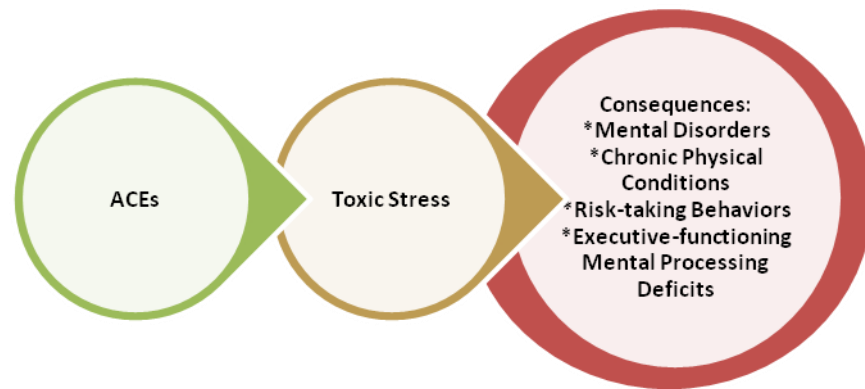 ACEs
Toxic Stress
Consequences:
*Mental Disorders
*Chronic Physical
Conditions
*Risk-taking Behaviors
*Executive-functioning
Mental Processing
Deficits